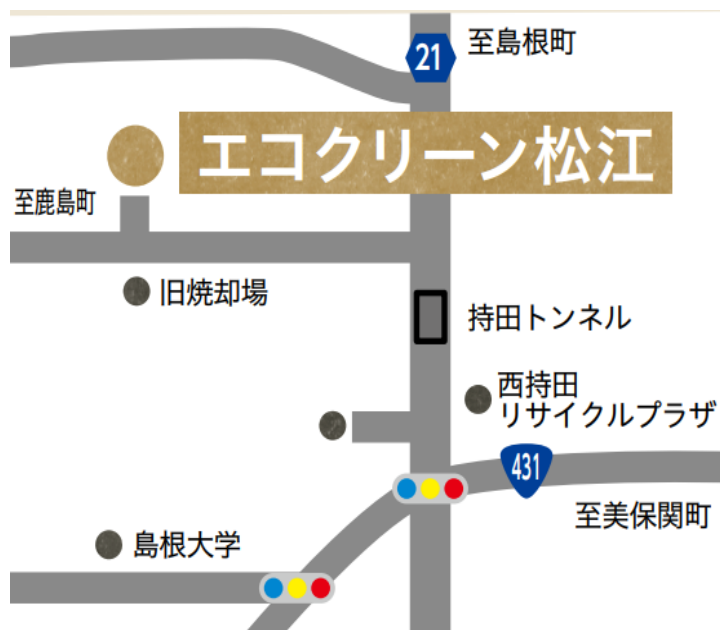 21
至島根町
エコクリーン松江
至鹿島町
旧焼却場
持田トンネル
西持田
リサイクルプラザ
431
至美保関町
島根大学